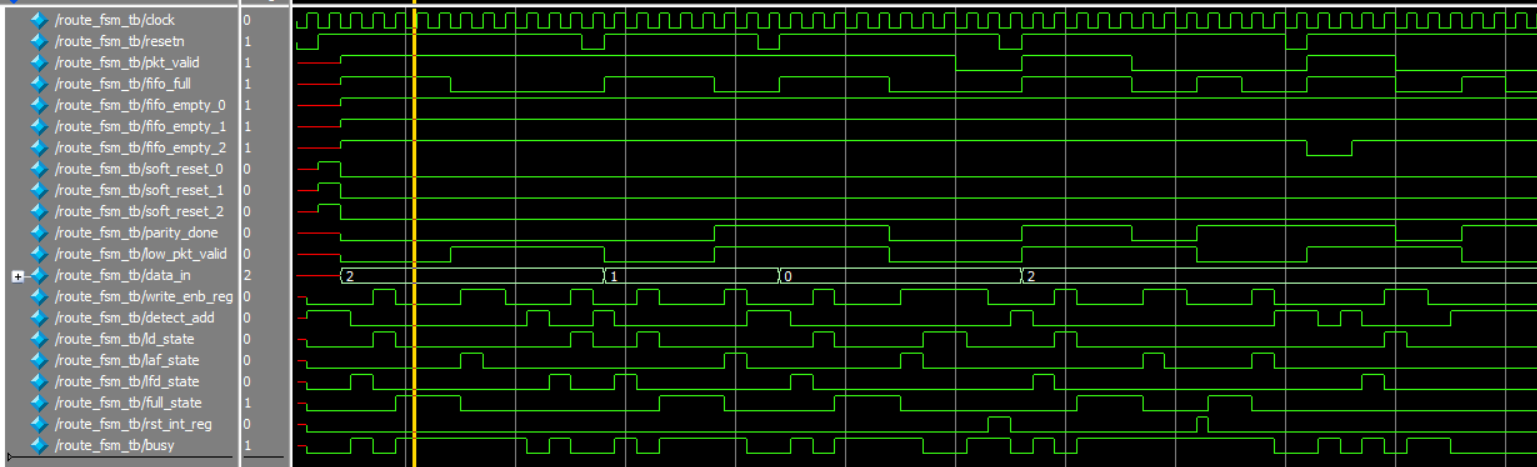 /route_fsm_tb/clock 0
/route_fsm_tb/resetn 1
/route_fsm_tb/pkt_valid 1
/route_fsm_tb/fifo_full 1
/route_fsm_tb/fifo_empty_0 1
/route_fsm_tb/fifo_empty_1 1
/route_fsm_tb/fifo_empty_2 1
/route_fsm_tb/soft_reset_0 0
/route_fsm_tb/soft_reset_1 0
/route_fsm_tb/soft_reset_2 0
/route_fsm_tb/parity_done 0
/route_fsm_tb/low_pkt_valid 0
/route_fsm_tb/data_in 2 2 1 0 2
/route_fsm_tb/write_enb_reg 0
/route_fsm_tb/detect_add 0
/route_fsm_tb/ld_state 0
/route_fsm_tb/laf_state 0
/route_fsm_tb/lfd_state 0
/route_fsm_tb/full_state 1
/route_fsm_tb/rst_int_reg 0
/route_fsm_tb/busy 1